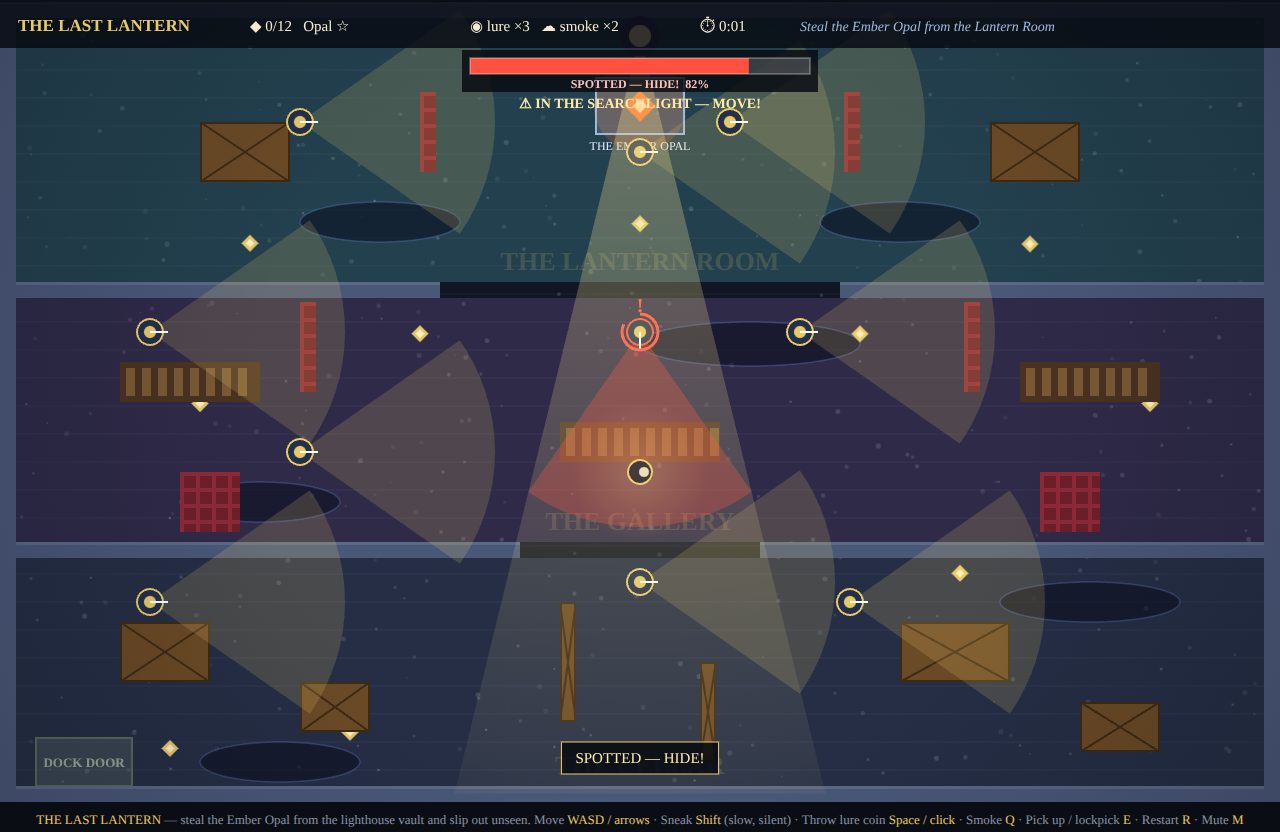 THE LAST LANTERN ◆ 0/12 Opal ☆ ◉ lure ×3 ☁ smoke ×2 ⏱ 0:01 Steal the Ember Opal from the Lantern Room
SPOTTED — HIDE! 82%
⚠ IN THE SEARCHLIGHT — MOVE!
THE EMBER OPAL
THE LANTERN ROOM
!
THE GALLERY
DOCK DOOR
SPOTTED — HIDE!
THE LAST LANTERN — steal the Ember Opal from the lighthouse vault and slip out unseen. Move WASD / arrows · Sneak Shift (slow, silent) · Throw lure coin Space / click · Smoke Q · Pick up / lockpick E · Restart R · Mute M